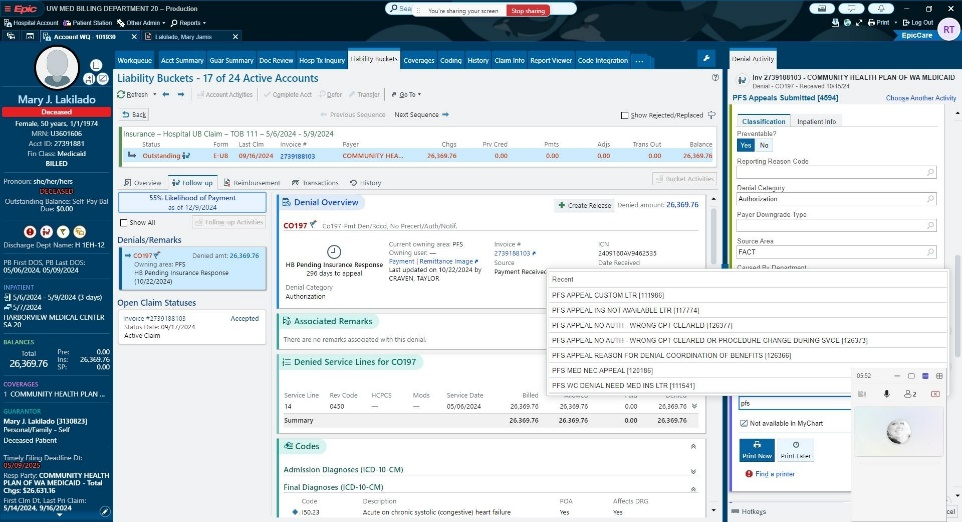 Epic
UW MED BILLING DEPARTMENT 20 – Production
You're sharing your screen
Stop sharing
Hospital Account
Patient Station
Other Admin
Reports
Print
Log Out
Account WQ - 101930
Lakilado, Mary Jamis
EpicCare
RT
Workqueue
Acct Summary
Guar Summary
Doc Review
Hosp Tx Inquiry
Liability Buckets
Coverages
Coding
History
Claim Info
Report Viewer
Code Integration
Denial Activity
Mary J. Lakilado
Deceased
Female, 50 years, 1/1/1974
MRN: U3601606
Acct ID: 27391881
Fin Class: Medicaid
BILLED
Pronoun: she/her/hers
DECEASED
Outstanding Balance: Self-Pay Bal
Due: $0.00
Discharge Dept Name: H 1EH-12
PB First DOS, PB Last DOS:
05/06/2024, 05/09/2024
INPATIENT
5/6/2024 - 5/9/2024 (3 days)
5/7/2024
HARBORVIEW MEDICAL CENTER
SA 20
BALANCES
Total
26,369.76
Pre: 0.00
Ins: 26,369.76
SP: 0.00
COVERAGES
1 COMMUNITY HEALTH PLAN ...
GUARANTOR
Mary J. Lakilado [3130823]
Personal/Family - Self
Deceased Patient
Timely Filing Deadline Dt:
05/09/2025
Resp Party: COMMUNITY HEALTH
PLAN OF WA MEDICAID - Total
Chgs: $26,631.16
First Clm Dt, Last Pri Claim:
5/14/2024, 9/16/2024
Liability Buckets - 17 of 24 Active Accounts
Refresh
Account Activities
Complete Acct
Defer
Transfer
Go To
Back
Previous Sequence
Next Sequence
Show Rejected/Replaced
Insurance – Hospital UB Claim – TOB 111 – 5/6/2024 - 5/9/2024
Status Form Last Clm Invoice # Payer Chgs Prv Cred Pmts Adjs Trans Out Balance
Outstanding E-UB 09/16/2024 2739188103 COMMUNITY HEA... 26,369.76 0.00 0.00 0.00 0.00 26,369.76
Overview
Follow-up
Reimbursement
Transactions
History
Bucket Activities
55% Likelihood of Payment
as of 12/9/2024
Show All
Follow-up Activities
Denials/Remarks
CO197 Denied amt: 26,369.76
Owning area: PFS
HB Pending Insurance Response
(10/22/2024)
Open Claim Statuses
Invoice #2739188103 Accepted
Status Date: 09/17/2024
Active Claim
Denial Overview
Create Release
Denied amount: 26,369.76
CO197
HB Pending Insurance Response
296 days to appeal
Denial Category
Authorization
Current owning area: PFS
Owning user: —
Payment | Remittance Image
Last updated on 10/22/2024 by
CRAVEN, TAYLOR
Invoice #
2739188103
Source
Payment Received
ICN
Date Received
Associated Remarks
There are no remarks associated with this denial.
Denied Service Lines for CO197
Service Line Rev Code HCPCS Mods Service Date
14 0450 — — 05/06/2024 26,369.76 26,369.76 0.00 26,369.76
Summary 26,369.76 26,369.76 0.00 26,369.76
Codes
Admission Diagnoses (ICD-10-CM)
Final Diagnoses (ICD-10-CM)
Code Description POA Affects DRG
I50.23 Acute on chronic systolic (congestive) heart failure Yes Yes
Inv 2739188103 - COMMUNITY HEALTH PLAN OF WA MEDICAID
PFS Appeals Submitted [4594]
Choose Another Activity
Classification
Inpatient Info
Preventable?
Yes
No
Reporting Reason Code
Denial Category
Authorization
Payer Downgrade Type
Source Area
FACT
Caused By Department
Recent
PFS APPEAL CUSTOM LTR [111986]
PFS APPEAL INS NOT AVAILABLE LTR [117774]
PFS APPEAL NO AUTH - WRONG CPT CLEARED [126377]
PFS APPEAL NO AUTH - WRONG CPT CLEARED OR PROCEDURE CHANGE DURING SVCE [126373]
PFS APPEAL REASON FOR DENIAL COORDINATION OF BENEFITS [126366]
PFS MED NEC APPEAL [120186]
PFS WC DENIAL NEED MED INS LTR [111541]
05:52
2
pfs
Not available in MyChart
Print Now
Print Later
Find a printer
Hotkeys